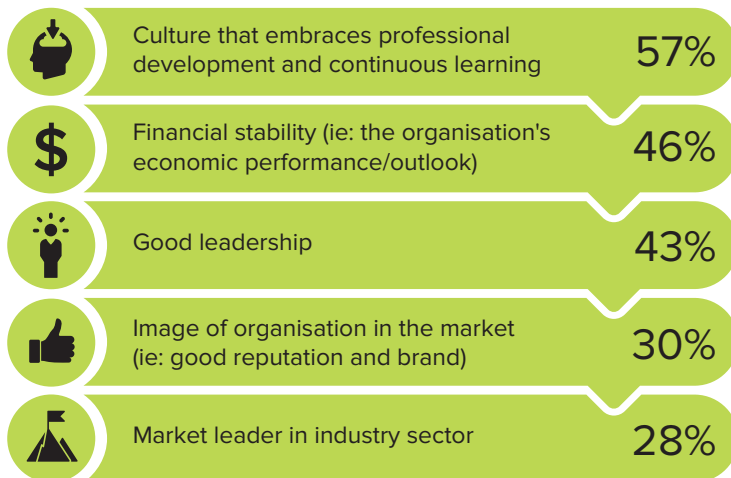 Culture that embraces professional
development and continuous learning
57%
$
Financial stability (ie: the organisation's
economic performance/outlook)
46%
Good leadership
43%
Image of organisation in the market
(ie: good reputation and brand)
30%
Market leader in industry sector
28%